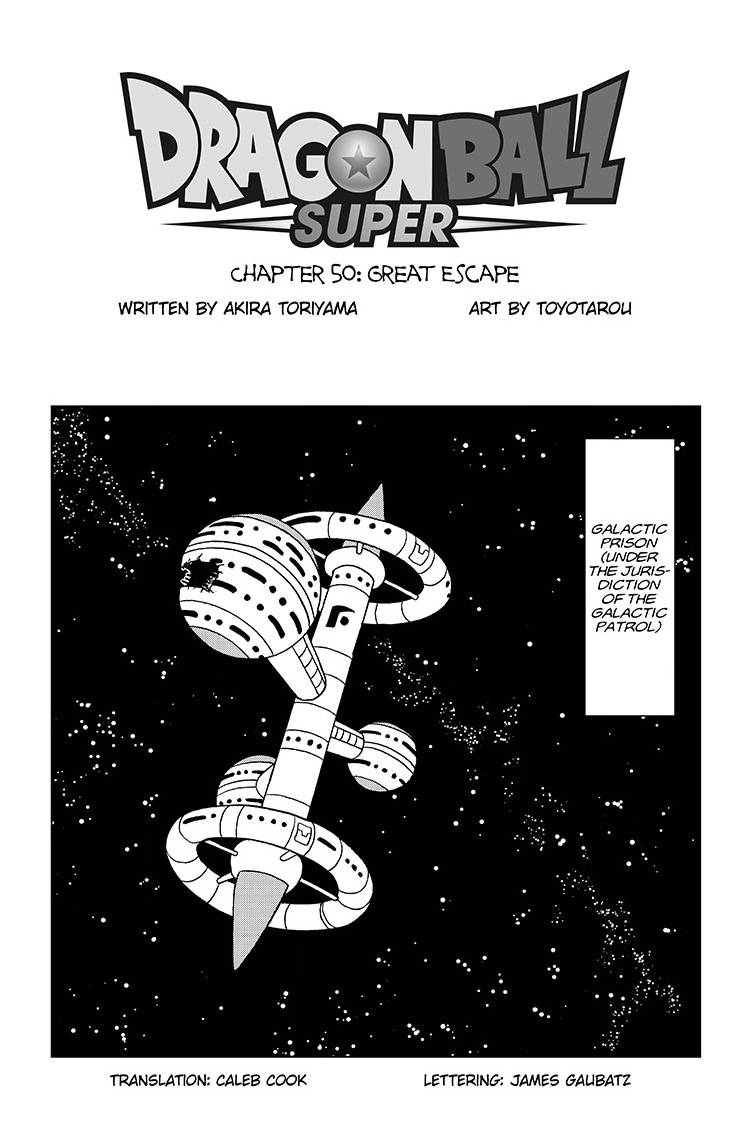 DRAGON BALL
SUPER
CHAPTER 50: GREAT ESCAPE
WRITTEN BY AKIRA TORIYAMA
ART BY TOYOTAROU
GALACTIC
PRISON
(UNDER
THE JURIS-
DICTION
OF THE
GALACTIC
PATROL)
TRANSLATION: CALEB COOK
LETTERING: JAMES GAUBATZ